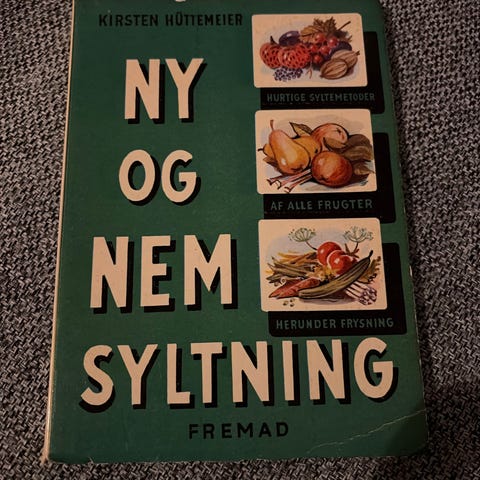 KIRSTEN HÜTTEMEIER
NY
OG
NEM
SYLTNING
HURTIGE SYLTEMETODER
AF ALLE FRUGTER
HERUNDER FRYSNING
FREMAD